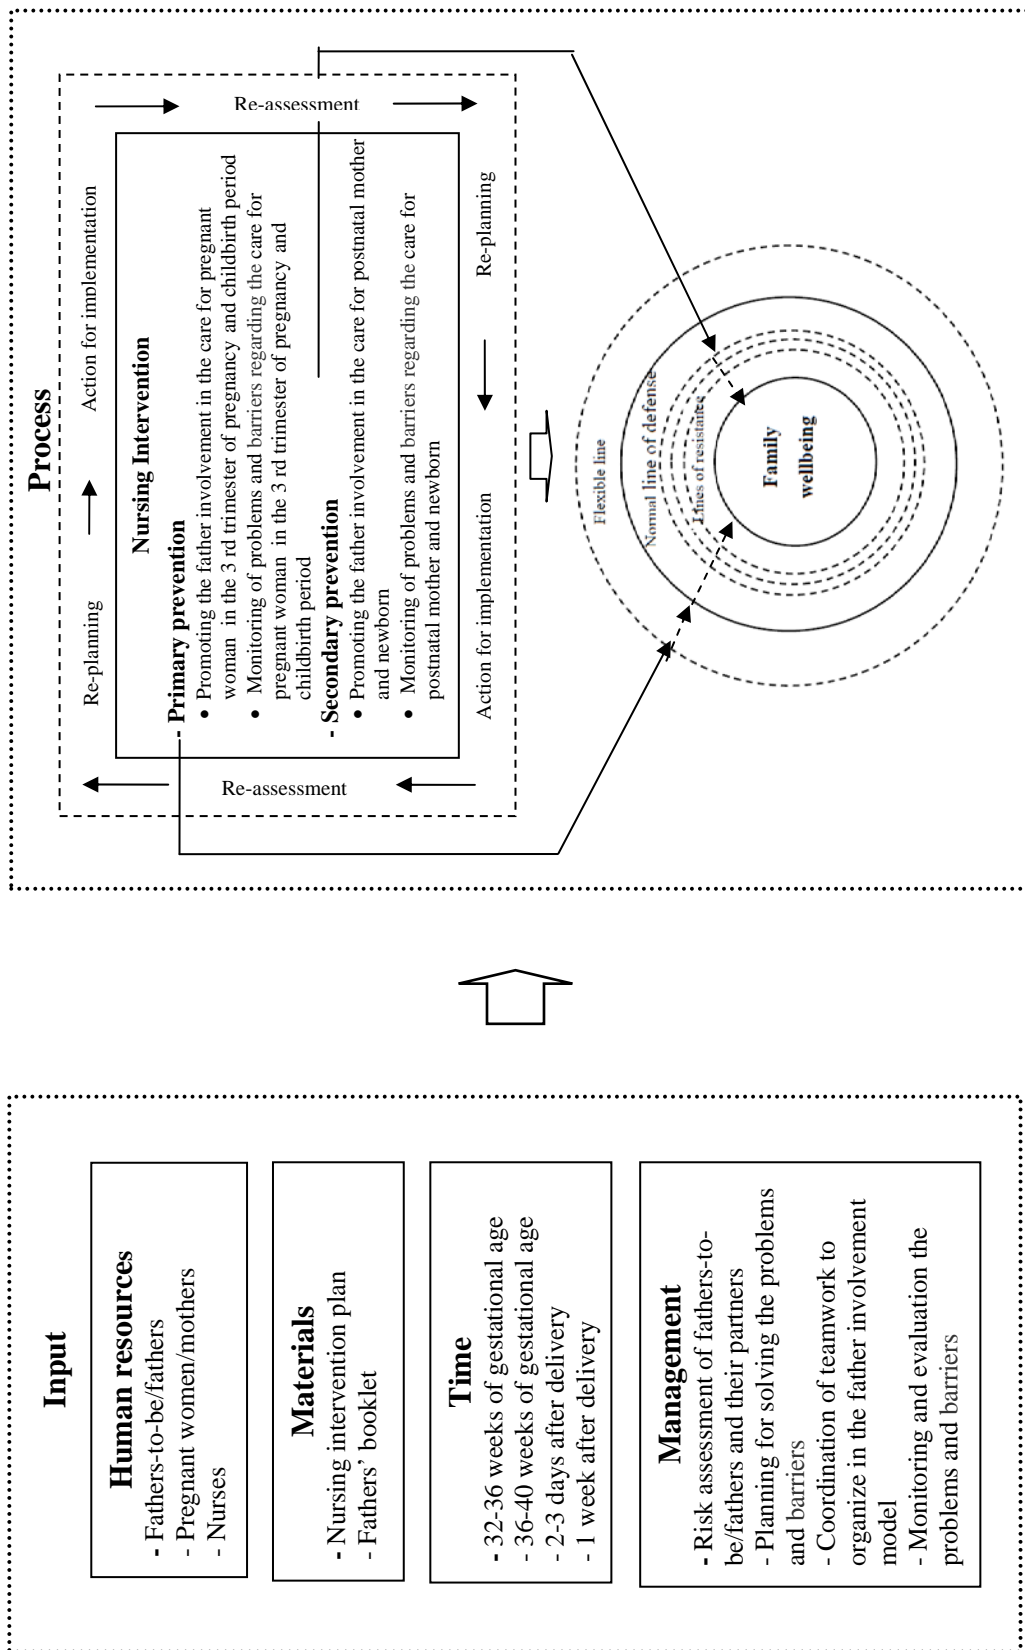 Input
Human resources
- Fathers-to-be/fathers
- Pregnant women/mothers
- Nurses
Materials
- Nursing intervention plan
- Fathers’ booklet
Time
- 32-36 weeks of gestational age
- 36-40 weeks of gestational age
- 2-3 days after delivery
- 1 week after delivery
Management
- Risk assessment of fathers-to-
be/fathers and their partners
- Planning for solving the problems
and barriers
- Coordination of teamwork to
organize in the father involvement
model
- Monitoring and evaluation the
problems and barriers
Process
Re-planning
Action for implementation
Re-assessment
Re-assessment
Nursing Intervention
- Primary prevention
• Promoting the father involvement in the care for pregnant
woman in the 3 rd trimester of pregnancy and childbirth period
• Monitoring of problems and barriers regarding the care for
pregnant woman in the 3 rd trimester of pregnancy and
childbirth period
- Secondary prevention
• Promoting the father involvement in the care for postnatal mother
and newborn
• Monitoring of problems and barriers regarding the care for
postnatal mother and newborn
Action for implementation
Re-planning
Flexible line
Normal line of defense
Lines of resistance
Family
wellbeing